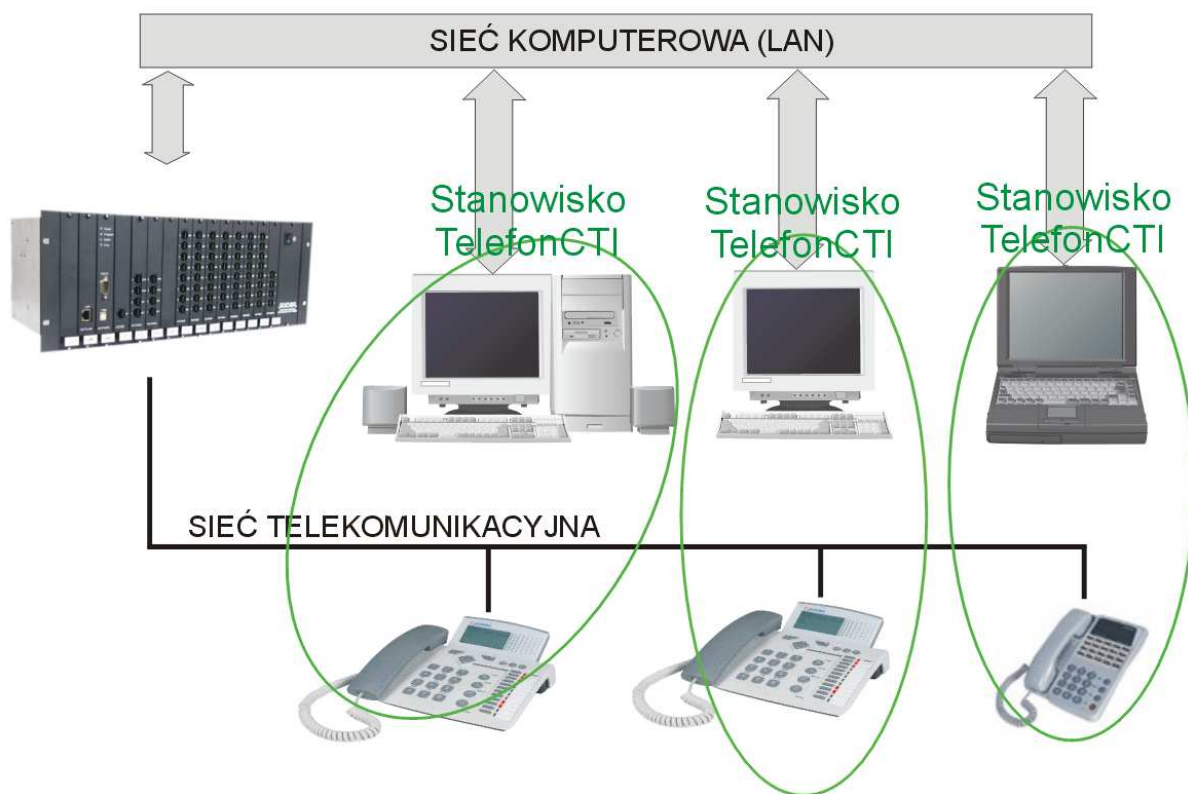 SIEĆ KOMPUTEROWA (LAN)
Stanowisko
TelefonCTI
Stanowisko
TelefonCTI
Stanowisko
TelefonCTI
SIEĆ TELEKOMUNIKACYJNA